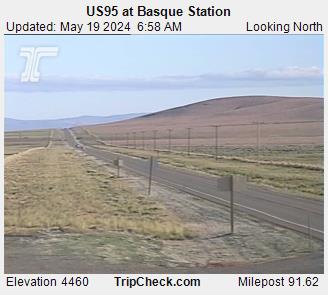 US95 at Basque Station
Updated: May 19 2024 6:58 AM Looking North
Elevation 4460 TripCheck.com Milepost 91.62